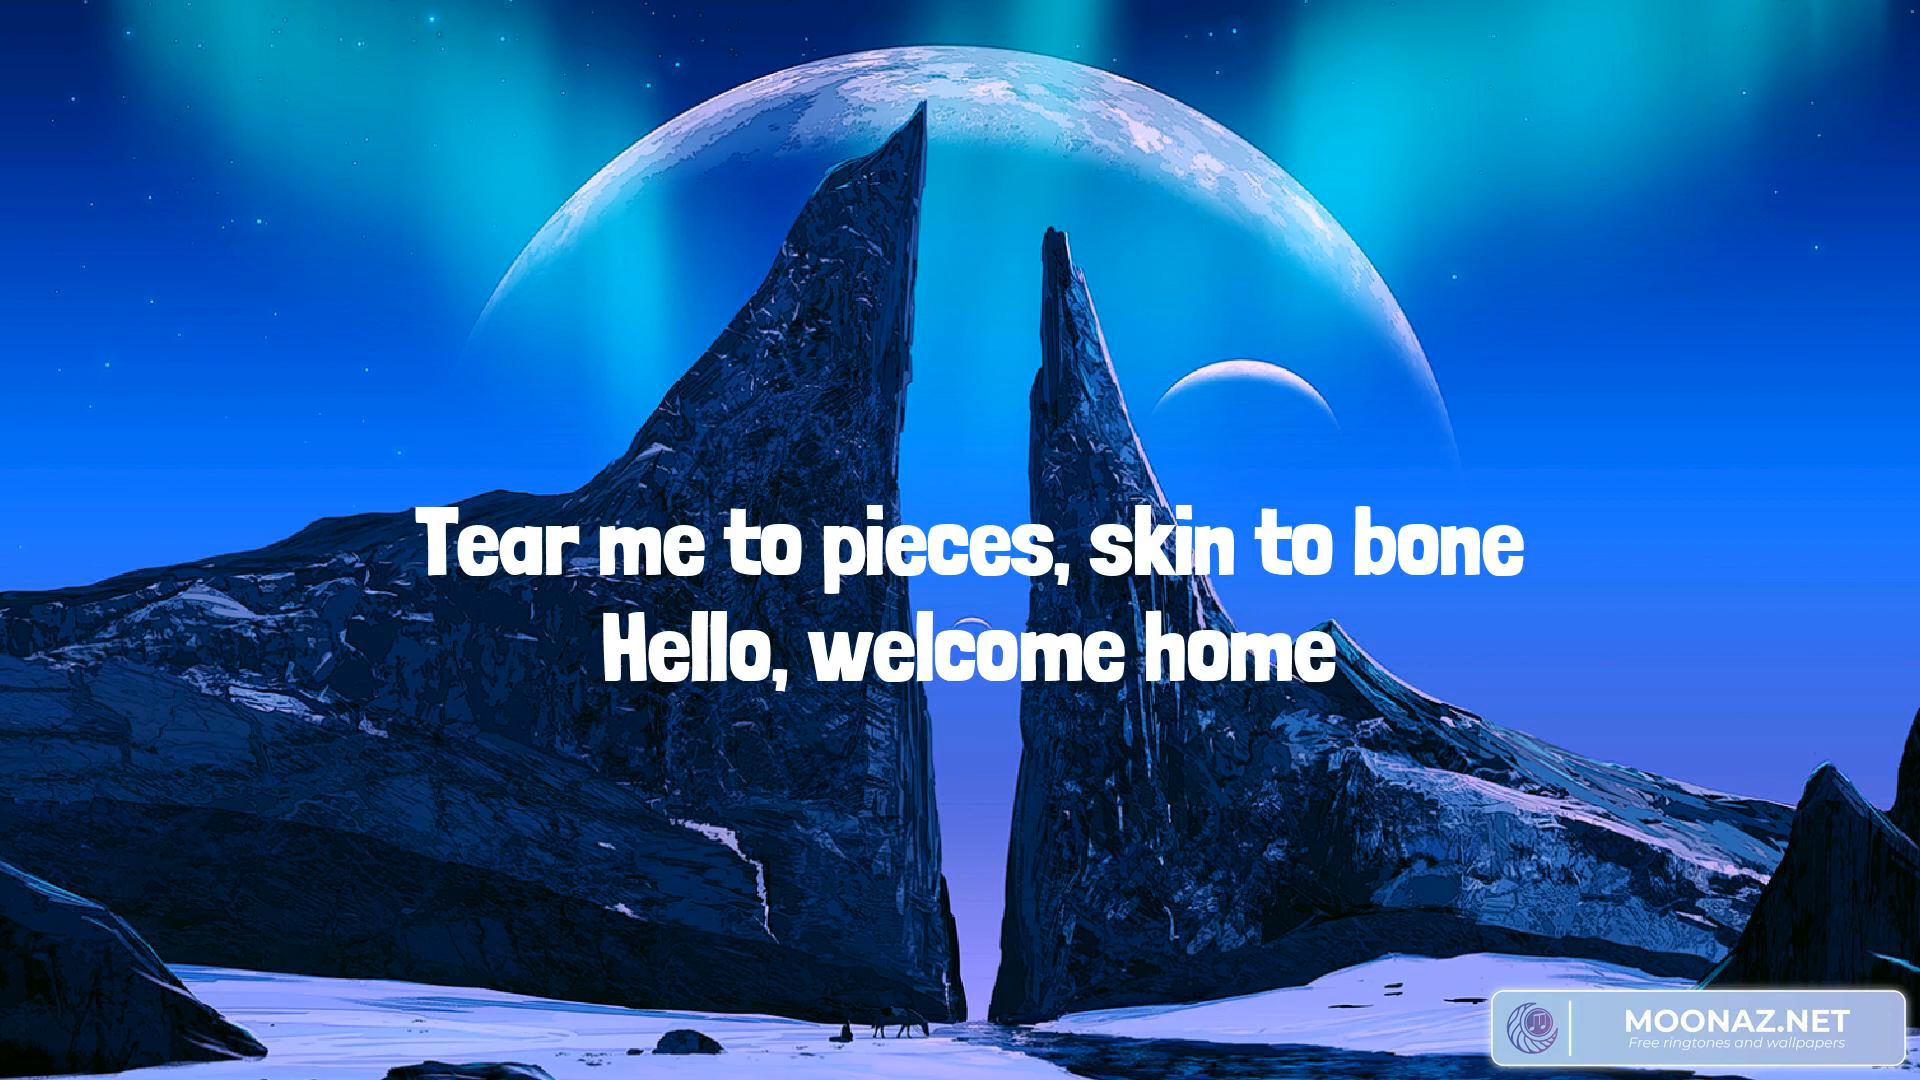 Tear me to pieces, skin to bone
Hello, welcome home
MOONAZ.NET
Free ringtones and wallpapers